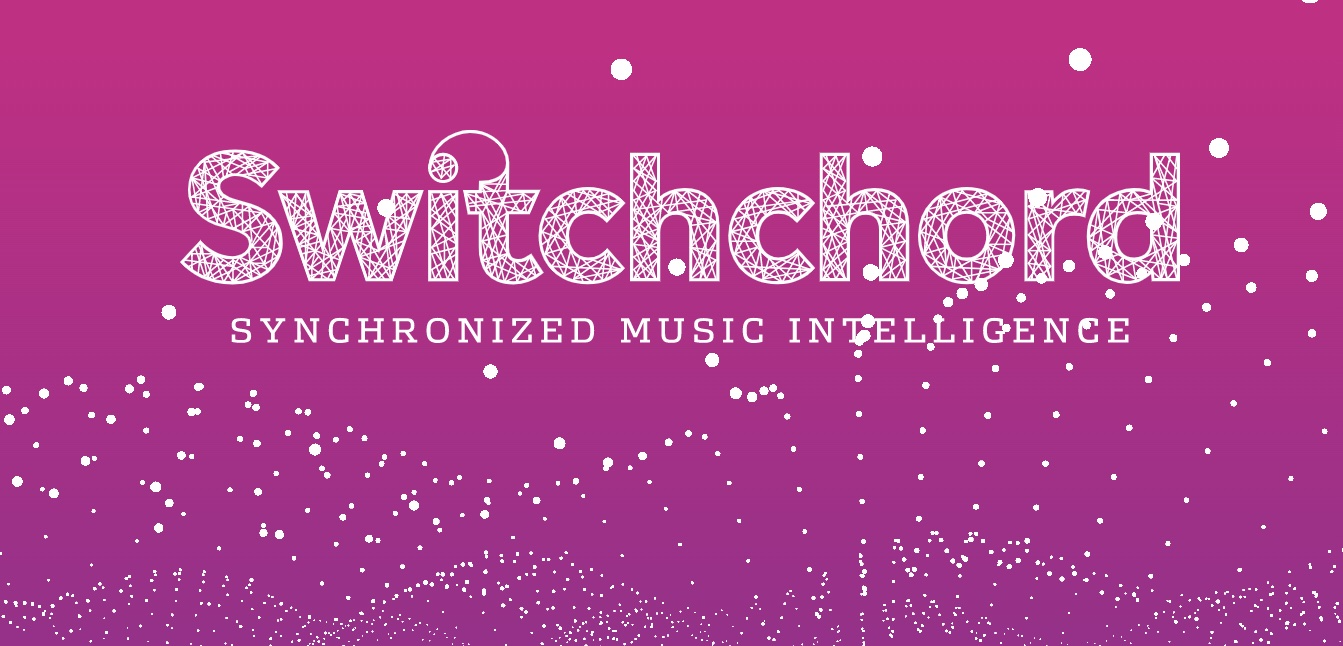 Switchchord
SYNCHRONIZED MUSIC INTELLIGENCE